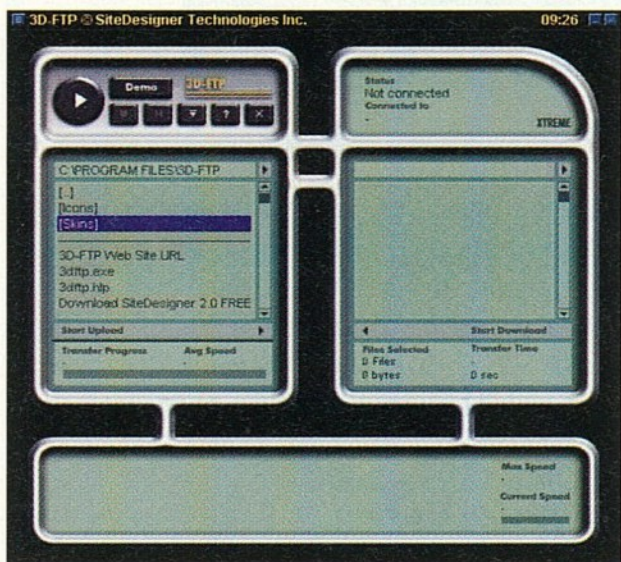 3D-FTP SiteDesigner Technologies Inc. 09:26
Demo
3D-FTP
?
Status
Not connected
Connected to
-
XTREME
C:\PROGRAM FILES\3D-FTP
[..]
[Icons]
[Skins]
3D-FTP Web Site URL
3dftp.exe
3dftp.hlp
Download SiteDesigner 2.0 FREE
Start Upload
Transfer Progress Avg Speed
-
Start Download
Files Selected Transfer Time
0 Files -
0 bytes 0 sec
Max Speed
-
Current Speed
-